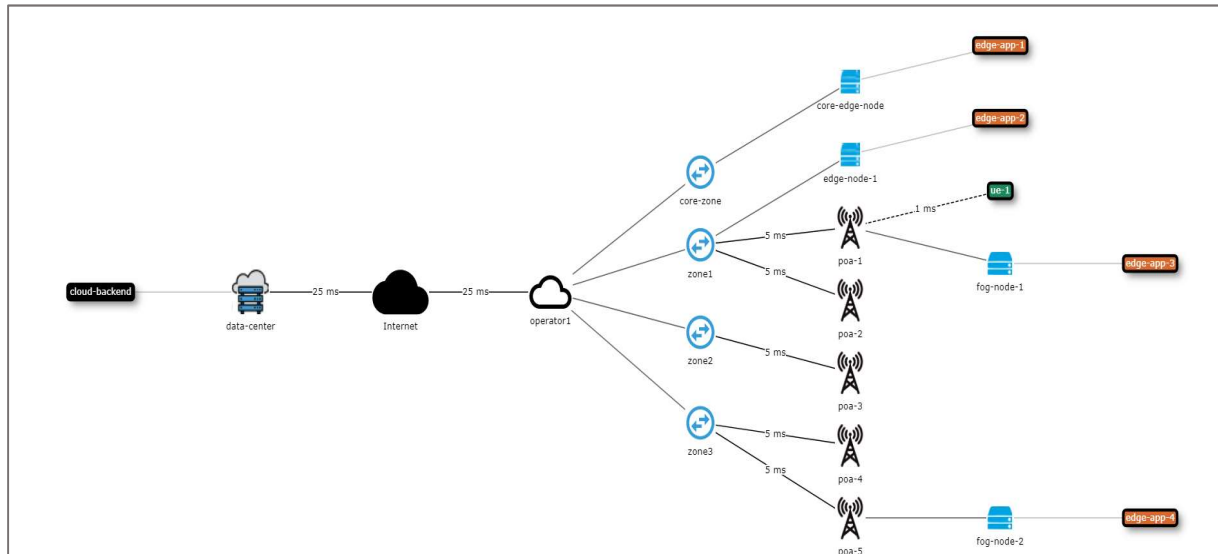 edge-app-1
core-edge-node
edge-app-2
edge-node-1
core-zone
ue-1
1 ms
5 ms
poa-1
zone1
edge-app-3
fog-node-1
5 ms
cloud-backend
25 ms
25 ms
data-center
Internet
operator1
poa-2
zone2
5 ms
poa-3
5 ms
zone3
poa-4
5 ms
edge-app-4
fog-node-2
poa-5